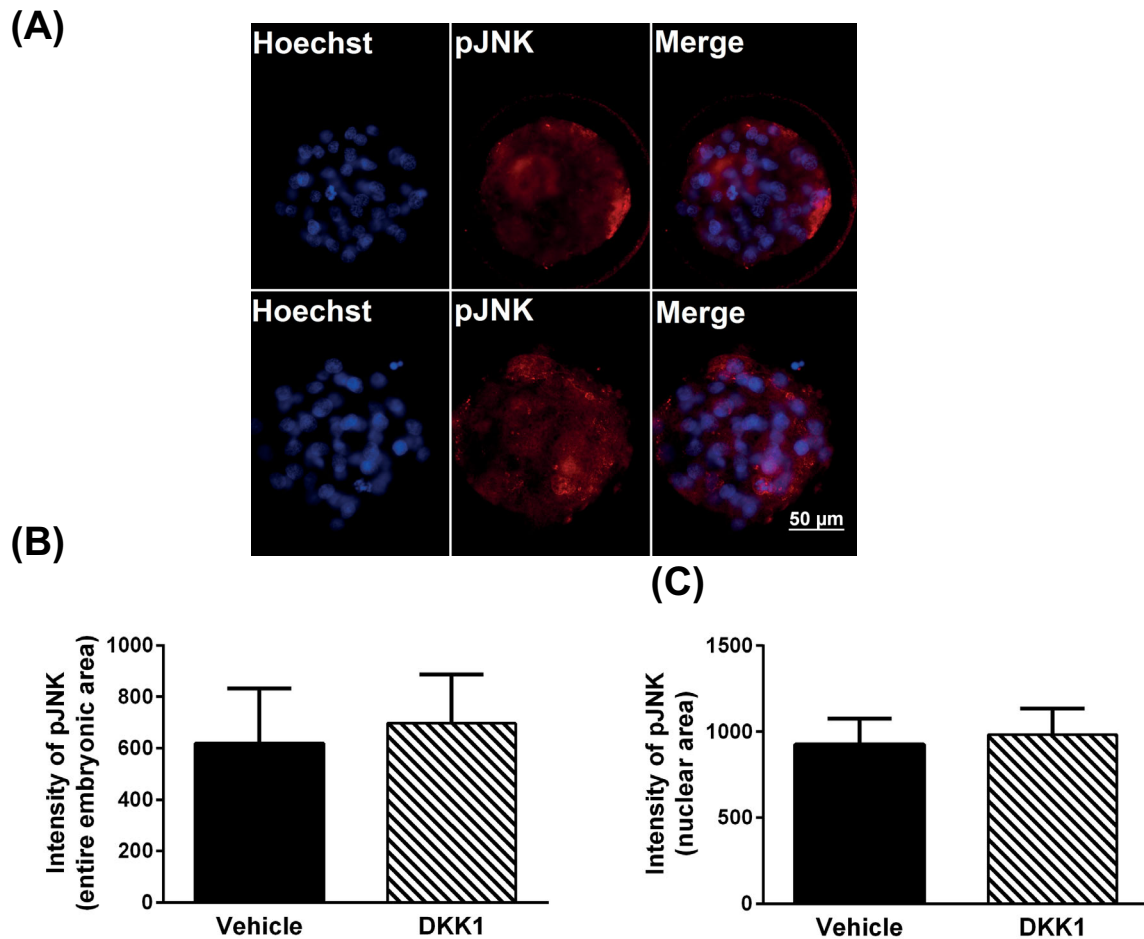 (A)
Hoechst pJNK Merge
Hoechst pJNK Merge
50 µm
(B)
(C)
Intensity of pJNK
(entire embryonic area)
1000
800
600
400
200
0
Vehicle DKK1
Intensity of pJNK
(nuclear area)
1500
1000
500
0
Vehicle DKK1